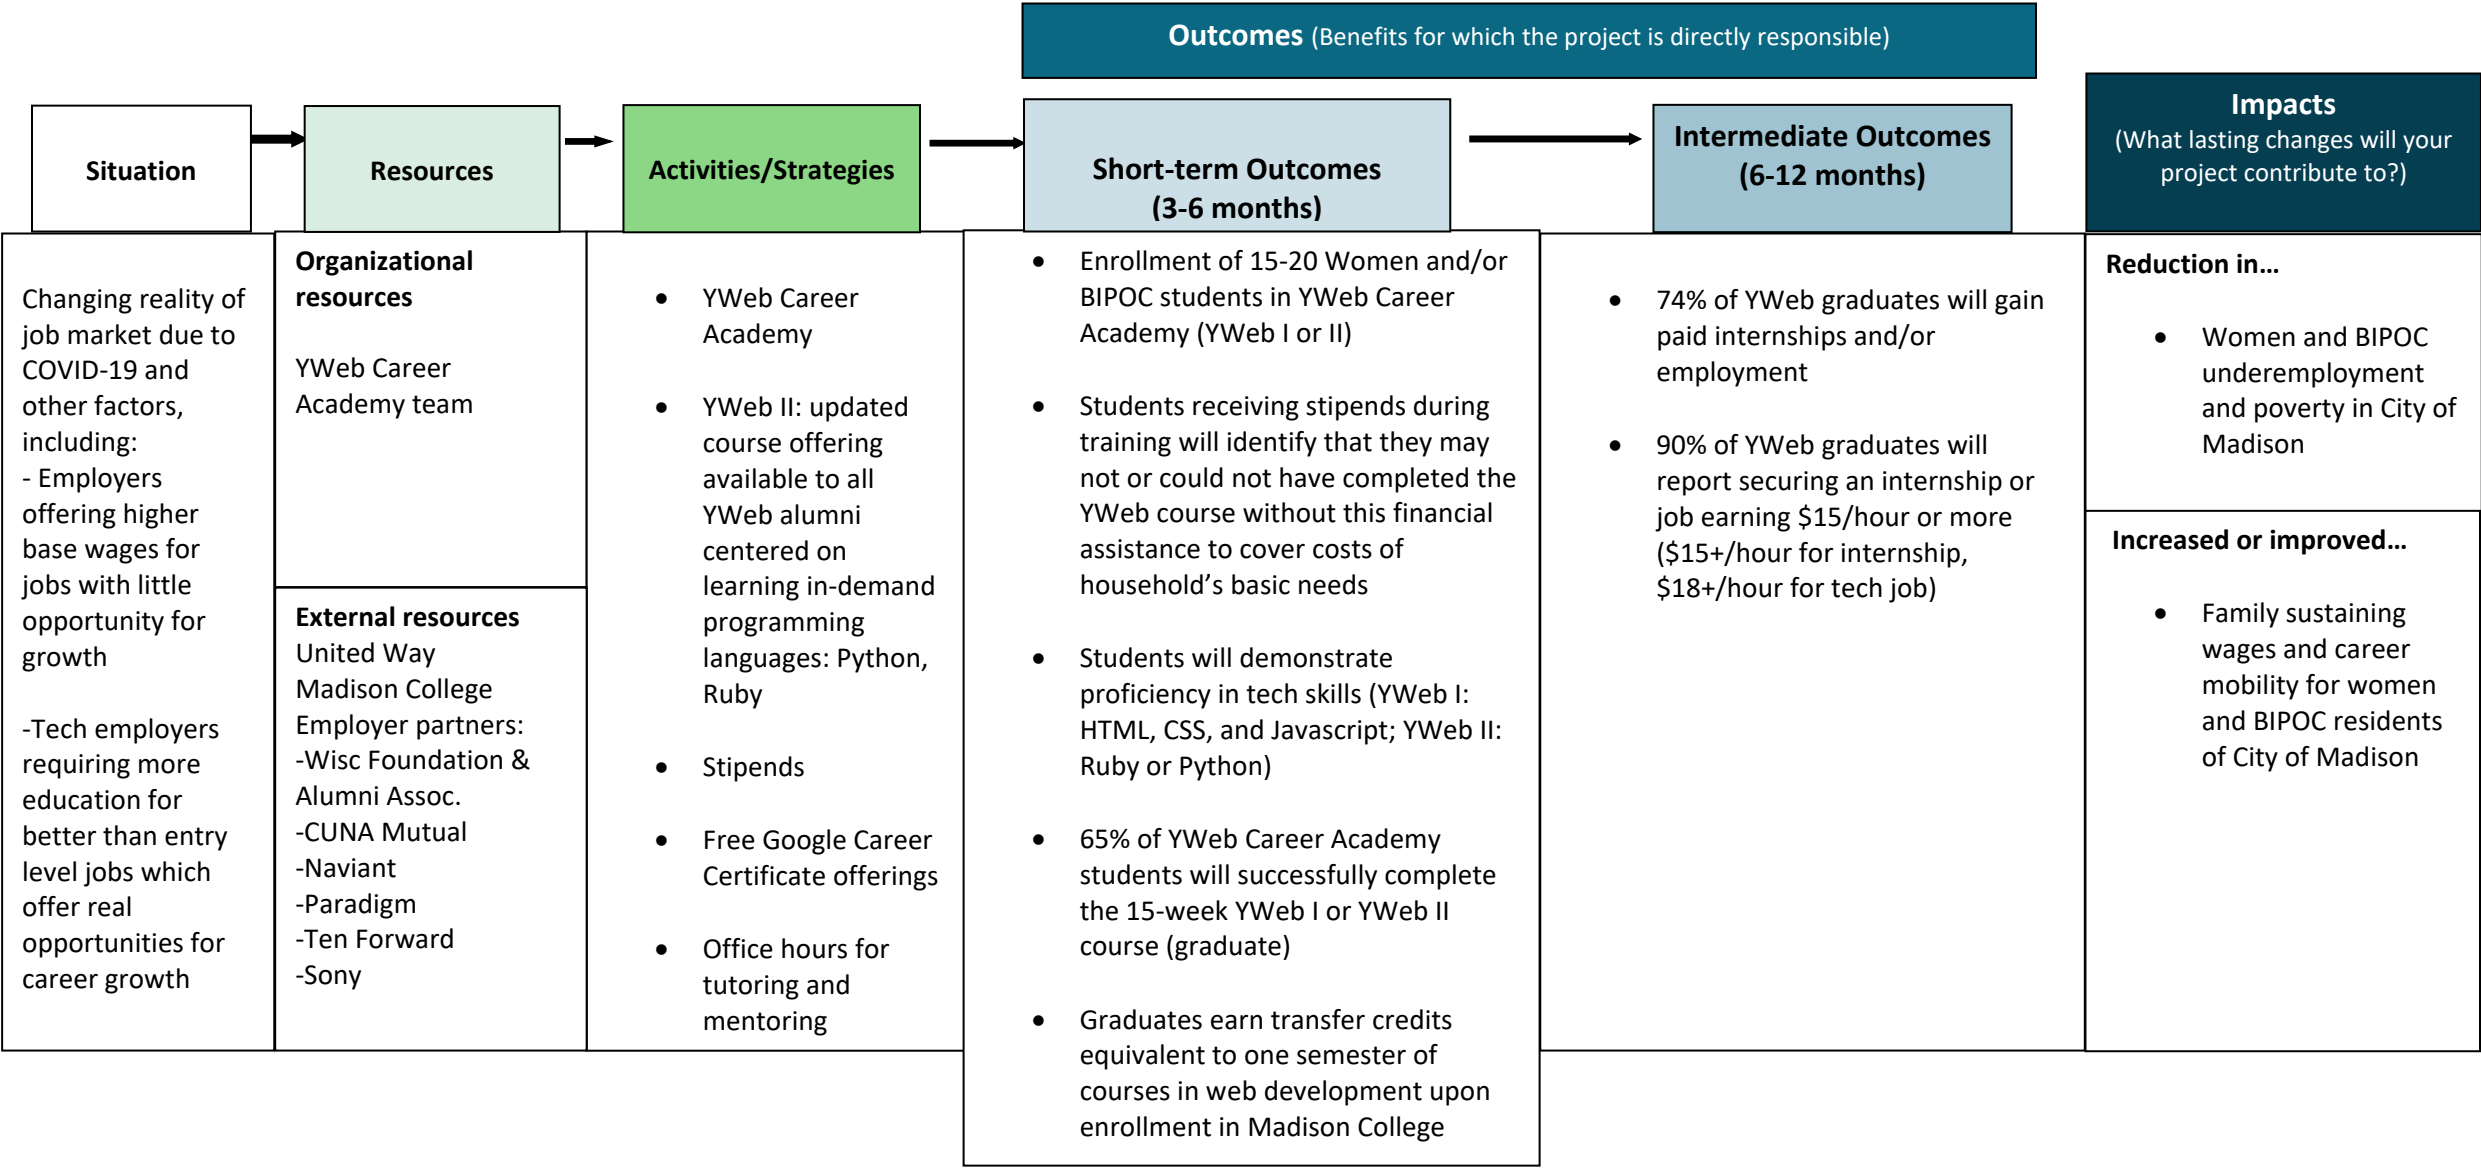 Outcomes (Benefits for which the project is directly responsible)
Situation
Resources
Activities/Strategies
Short-term Outcomes
(3-6 months)
Intermediate Outcomes
(6-12 months)
Impacts
(What lasting changes will your
project contribute to?)
Changing reality of
job market due to
COVID-19 and
other factors,
including:
- Employers
offering higher
base wages for
jobs with little
opportunity for
growth
-Tech employers
requiring more
education for
better than entry
level jobs which
offer real
opportunities for
career growth
Organizational
resources
YWeb Career
Academy team
External resources
United Way
Madison College
Employer partners:
-Wisc Foundation &
Alumni Assoc.
-CUNA Mutual
-Naviant
-Paradigm
-Ten Forward
-Sony
• YWeb Career
Academy
• YWeb II: updated
course offering
available to all
YWeb alumni
centered on
learning in-demand
programming
languages: Python,
Ruby
• Stipends
• Free Google Career
Certificate offerings
• Office hours for
tutoring and
mentoring
• Enrollment of 15-20 Women and/or
BIPOC students in YWeb Career
Academy (YWeb I or II)
• Students receiving stipends during
training will identify that they may
not or could not have completed the
YWeb course without this financial
assistance to cover costs of
household’s basic needs
• Students will demonstrate
proficiency in tech skills (YWeb I:
HTML, CSS, and Javascript; YWeb II:
Ruby or Python)
• 65% of YWeb Career Academy
students will successfully complete
the 15-week YWeb I or YWeb II
course (graduate)
• Graduates earn transfer credits
equivalent to one semester of
courses in web development upon
enrollment in Madison College
• 74% of YWeb graduates will gain
paid internships and/or
employment
• 90% of YWeb graduates will
report securing an internship or
job earning $15/hour or more
($15+/hour for internship,
$18+/hour for tech job)
Reduction in…
• Women and BIPOC
underemployment
and poverty in City of
Madison
Increased or improved…
• Family sustaining
wages and career
mobility for women
and BIPOC residents
of City of Madison